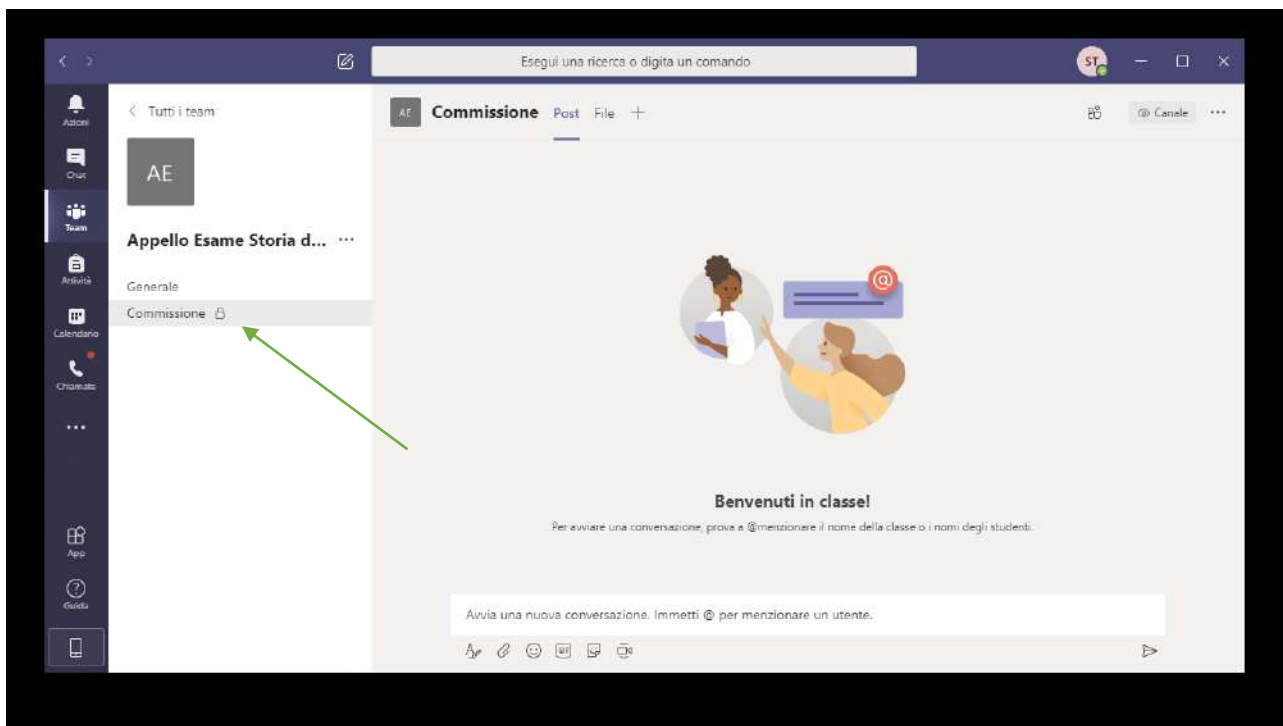 Esegui una ricerca o digita un comando
ST
Azioni
Chat
Team
Attività
Calendario
Chiamate
App
Guida
Tutti i team
AE
Appello Esame Storia d... ...
Generale
Commissione
AE Commissione Post File +
Canale ...
@
Benvenuti in classe!
Per avviare una conversazione, prova a @menzionare il nome della classe o i nomi degli studenti.
Avvia una nuova conversazione. Immetti @ per menzionare un utente.
GIF